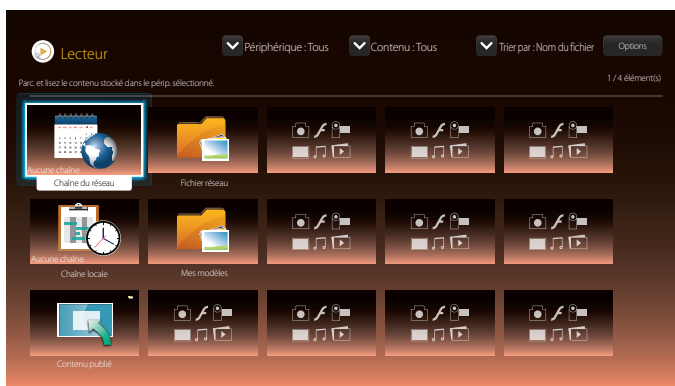 Lecteur
Périphérique : Tous
Contenu : Tous
Trier par : Nom du fichier
Options
Parc. et lisez le contenu stocké dans le périp. sélectionné.
1 / 4 élément(s)
Aucune chaîne.
Chaîne du réseau
Fichier réseau
Aucune chaîne.
Chaîne locale
Mes modèles
Contenu publié